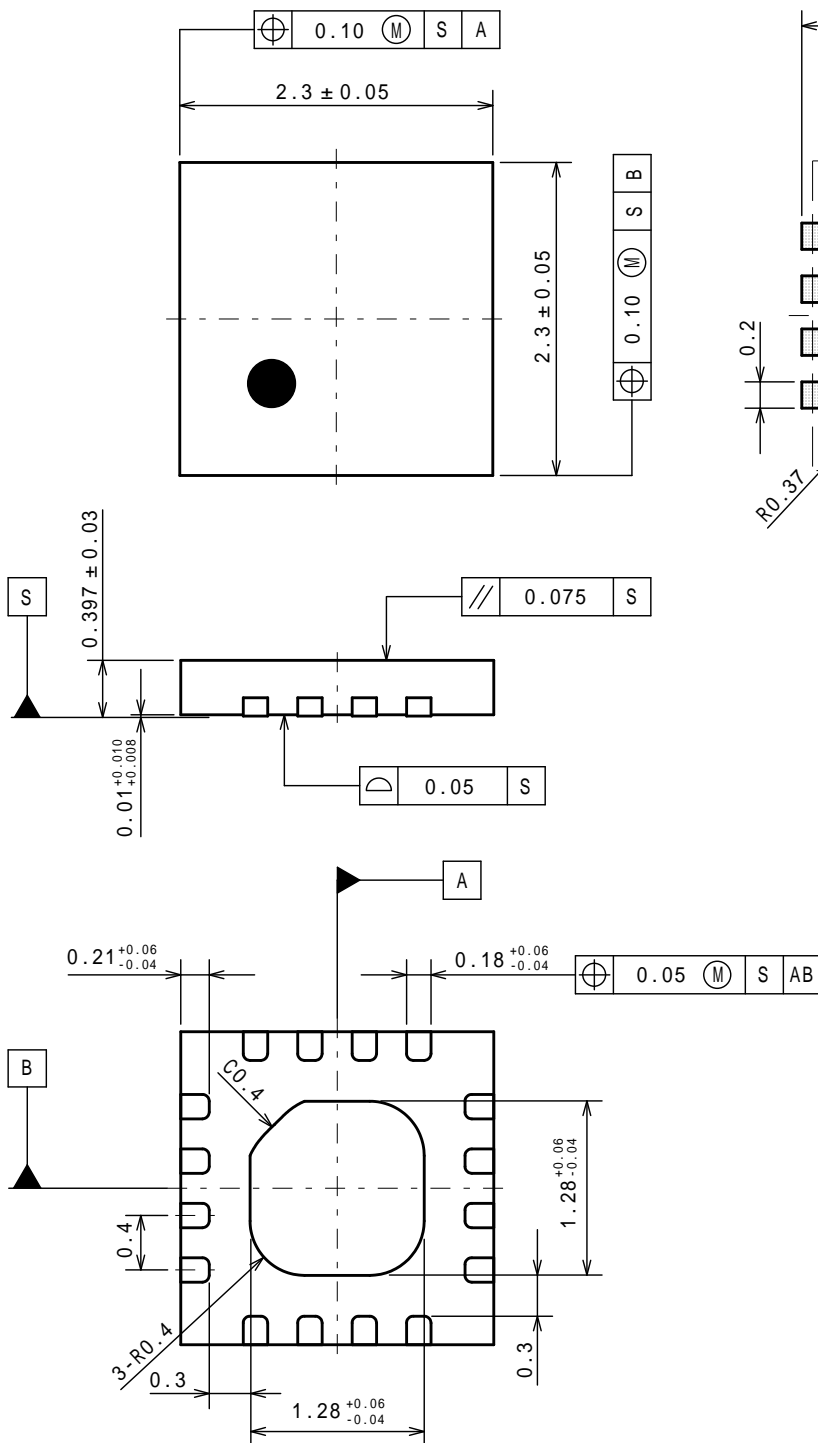 ⌖ 0.10 Ⓜ S A
2.3 ± 0.05
2.3 ± 0.05
⌖ 0.10 Ⓜ S B
0.2
R0.37
S
0.397 ± 0.03
0.01 +0.010 +0.008
// 0.075 S
⌓ 0.05 S
A
0.21 +0.06 -0.04
0.18 +0.06 -0.04
⌖ 0.05 Ⓜ S AB
B
C0.4
1.28 +0.06 -0.04
0.4
3-R0.4
0.3
0.3
1.28 +0.06 -0.04